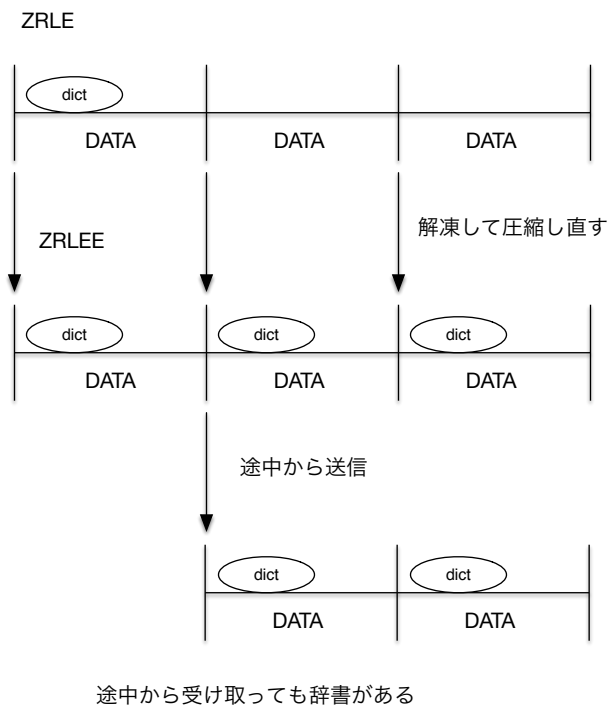 ZRLE
dict
DATA DATA DATA
ZRLEE
解凍して圧縮し直す
dict dict dict
DATA DATA DATA
途中から送信
dict dict
DATA DATA
途中から受け取っても辞書がある